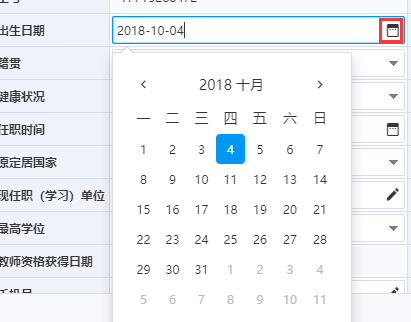 出生日期 2018-10-04
籍贯
健康状况
任职时间
原定居国家
现任职（学习）单位
最高学位
教师资格获得日期
2018 十月
一 二 三 四 五 六 日
1 2 3 4 5 6 7
8 9 10 11 12 13 14
15 16 17 18 19 20 21
22 23 24 25 26 27 28
29 30 31 1 2 3 4
5 6 7 8 9 10 11